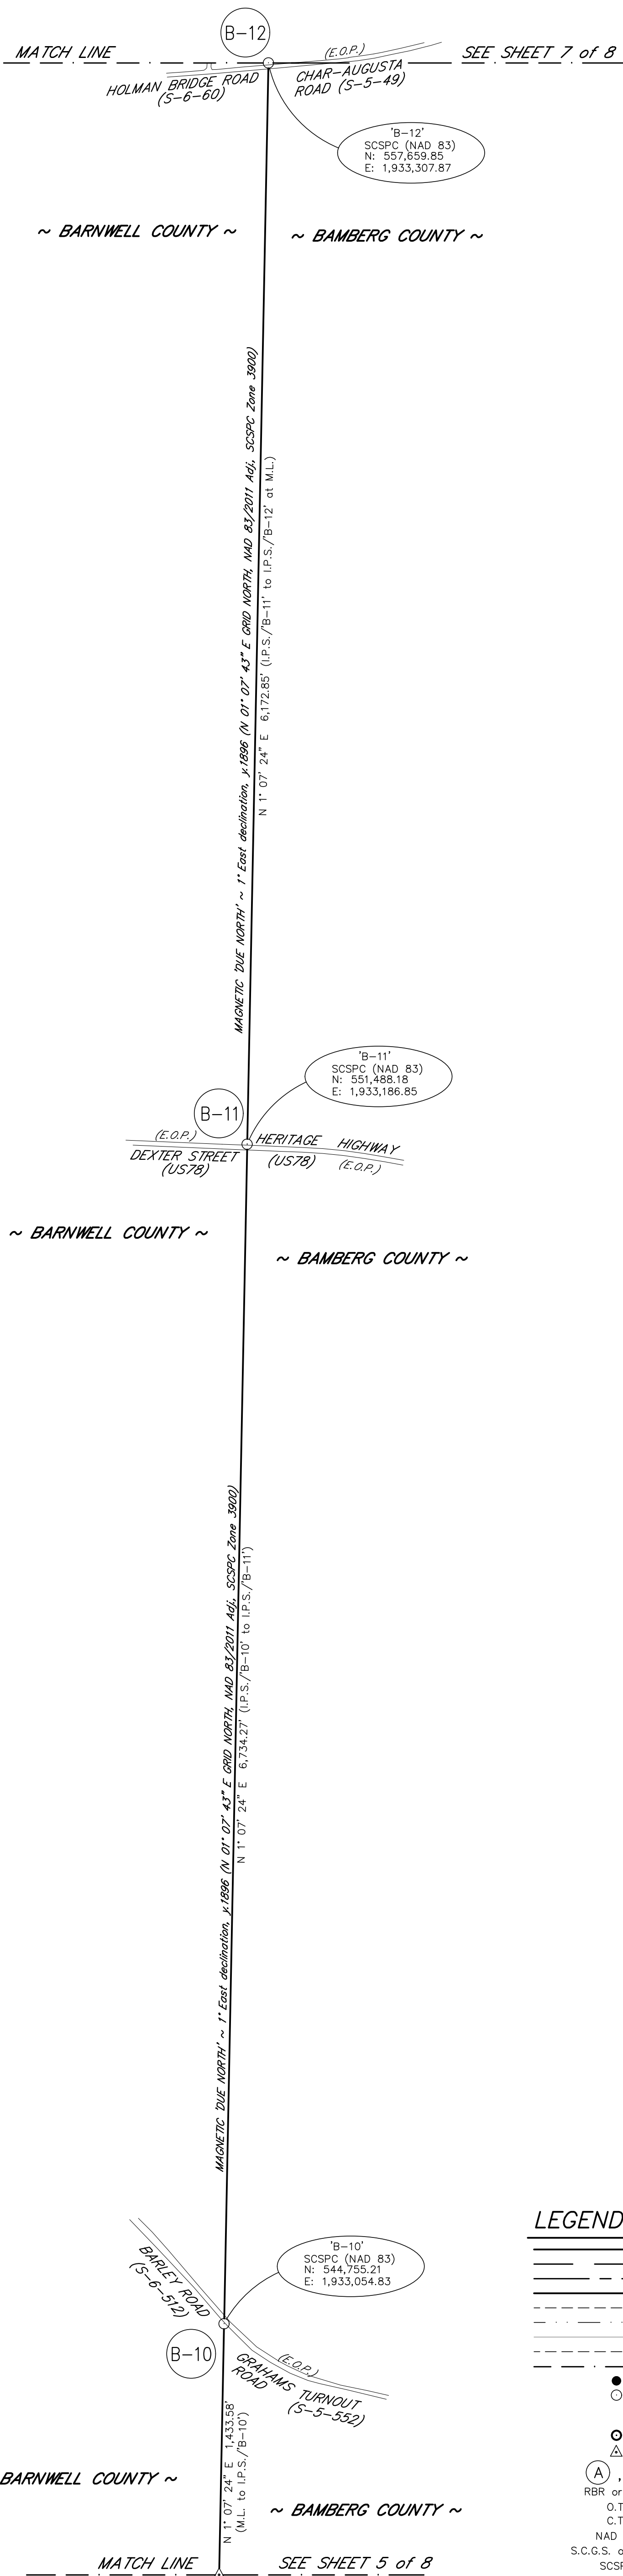 B-12
(E.O.P.)
MATCH LINE
SEE SHEET 7 of 8
HOLMAN BRIDGE ROAD
(S-6-60)
CHAR-AUGUSTA
ROAD (S-5-49)
'B-12'
SCSPC (NAD 83)
N: 557,659.85
E: 1,933,307.87
~ BARNWELL COUNTY ~
~ BAMBERG COUNTY ~
MAGNETIC 'DUE NORTH' ~ 1° East declination, y.1896 (N 01° 07' 43" E GRID NORTH, NAD 83/2011 Adj., SCSPC Zone 3900)
N 1° 07' 24" E 6,172.85' (I.P.S./'B-11' to I.P.S./'B-12' at M.L.)
'B-11'
SCSPC (NAD 83)
N: 551,488.18
E: 1,933,186.85
B-11
(E.O.P.)
DEXTER STREET
(US78)
HERITAGE HIGHWAY
(US78)
(E.O.P.)
~ BARNWELL COUNTY ~
~ BAMBERG COUNTY ~
MAGNETIC 'DUE NORTH' ~ 1° East declination, y.1896 (N 01° 07' 43" E GRID NORTH, NAD 83/2011 Adj., SCSPC Zone 3900)
N 1° 07' 24" E 6,734.27' (I.P.S./'B-10' to I.P.S./'B-11')
BARLEY ROAD
(S-6-512)
'B-10'
SCSPC (NAD 83)
N: 544,755.21
E: 1,933,054.83
B-10
(E.O.P.)
GRAHAMS TURNOUT
ROAD
(S-5-552)
N 1° 07' 24" E 1,433.58'
(M.L. to I.P.S./'B-10')
BARNWELL COUNTY ~
~ BAMBERG COUNTY ~
MATCH LINE
SEE SHEET 5 of 8
LEGEND
A ,
RBR or
O.T
C.T
NAD
S.C.G.S. o
SCSP